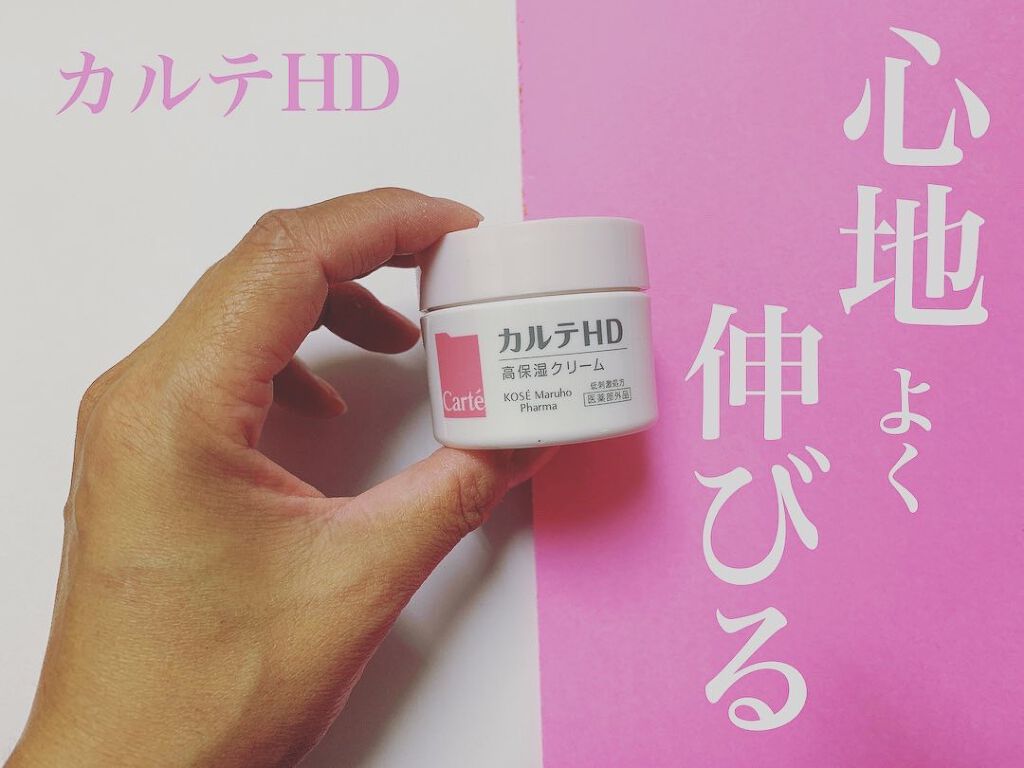 カルテHD
心地よく
伸びる
カルテHD
高保湿クリーム
Carté
KOSÉ Maruho
Pharma
低刺激処方
医薬部外品